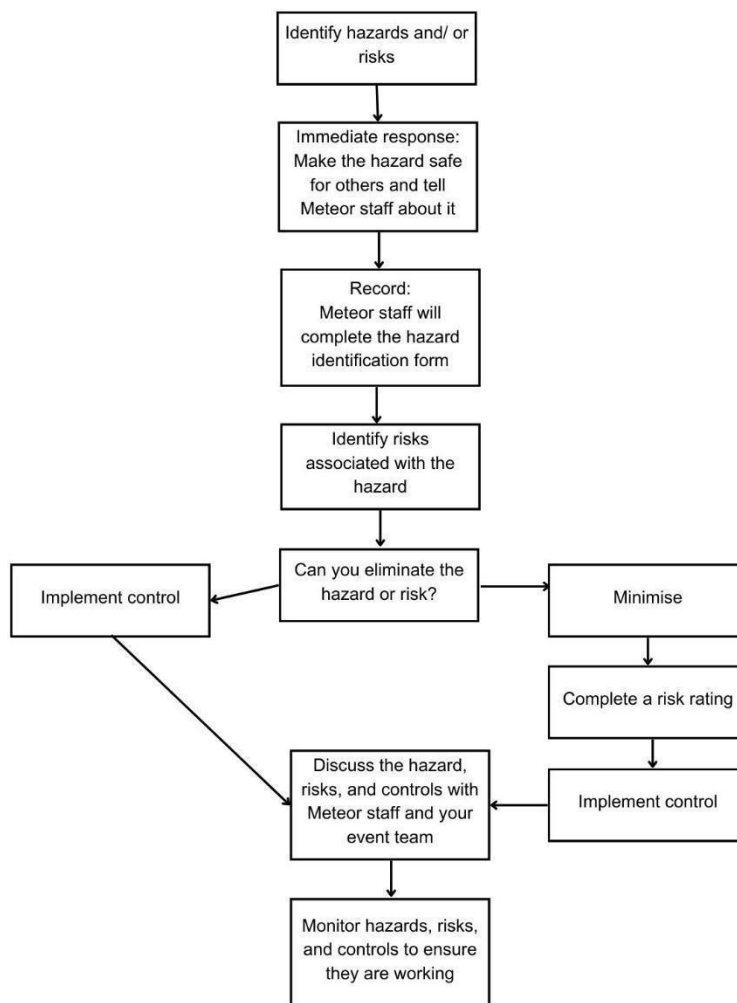 Identify hazards and/ or
risks
Immediate response:
Make the hazard safe
for others and tell
Meteor staff about it
Record:
Meteor staff will
complete the hazard
identification form
Identify risks
associated with the
hazard
Can you eliminate the
hazard or risk?
Implement control
Minimise
Complete a risk rating
Implement control
Discuss the hazard,
risks, and controls with
Meteor staff and your
event team
Monitor hazards, risks,
and controls to ensure
they are working